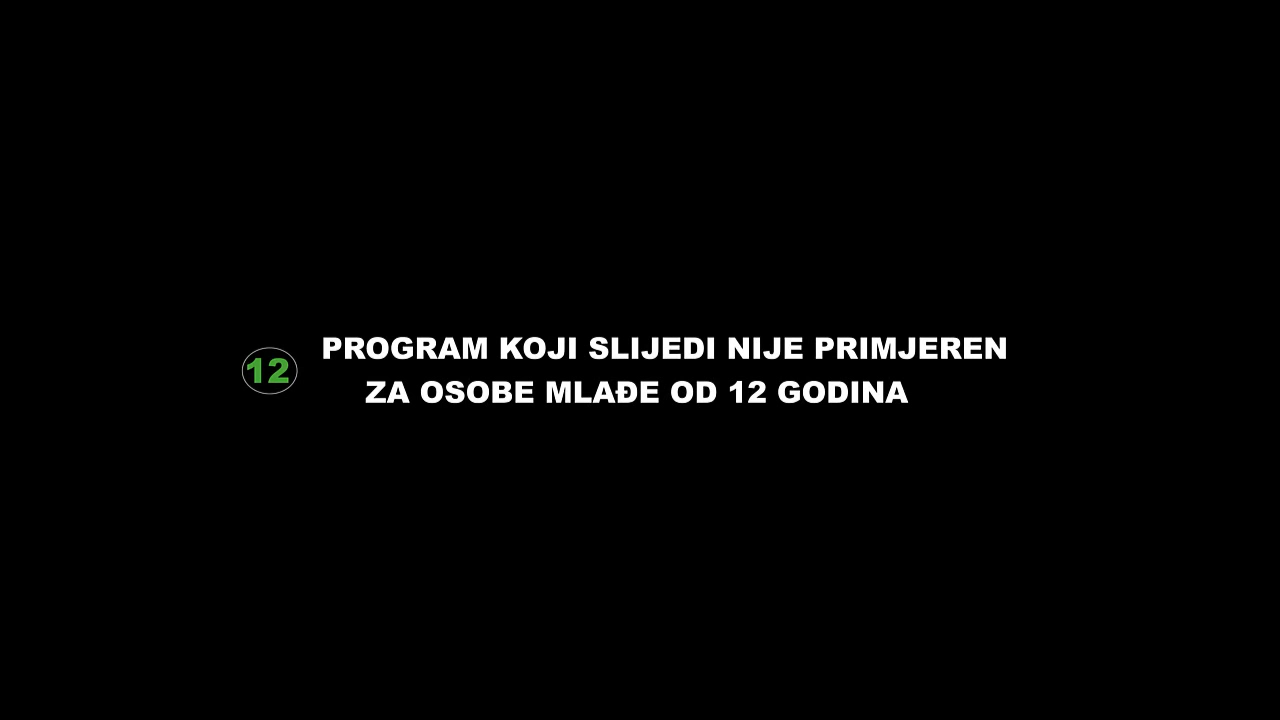 12
PROGRAM KOJI SLIJEDI NIJE PRIMJEREN
ZA OSOBE MLAĐE OD 12 GODINA